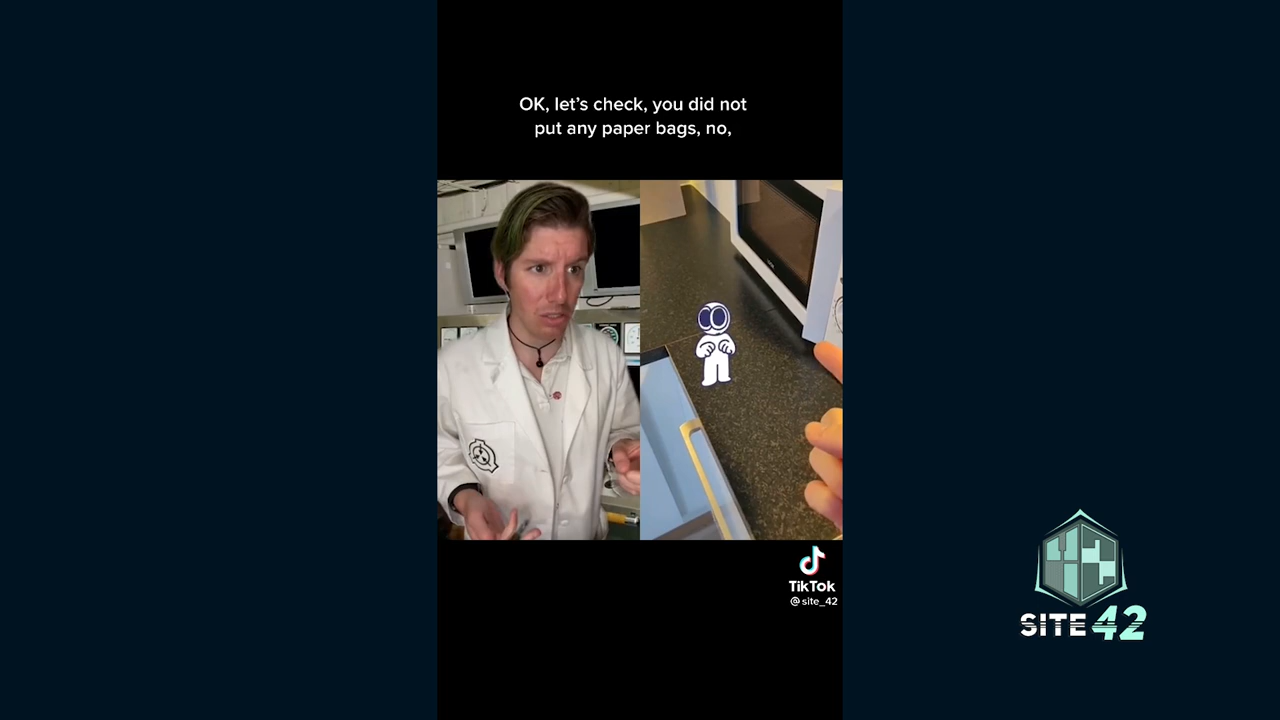 OK, let's check, you did not
put any paper bags, no,
TikTok
@site_42
SITE 42